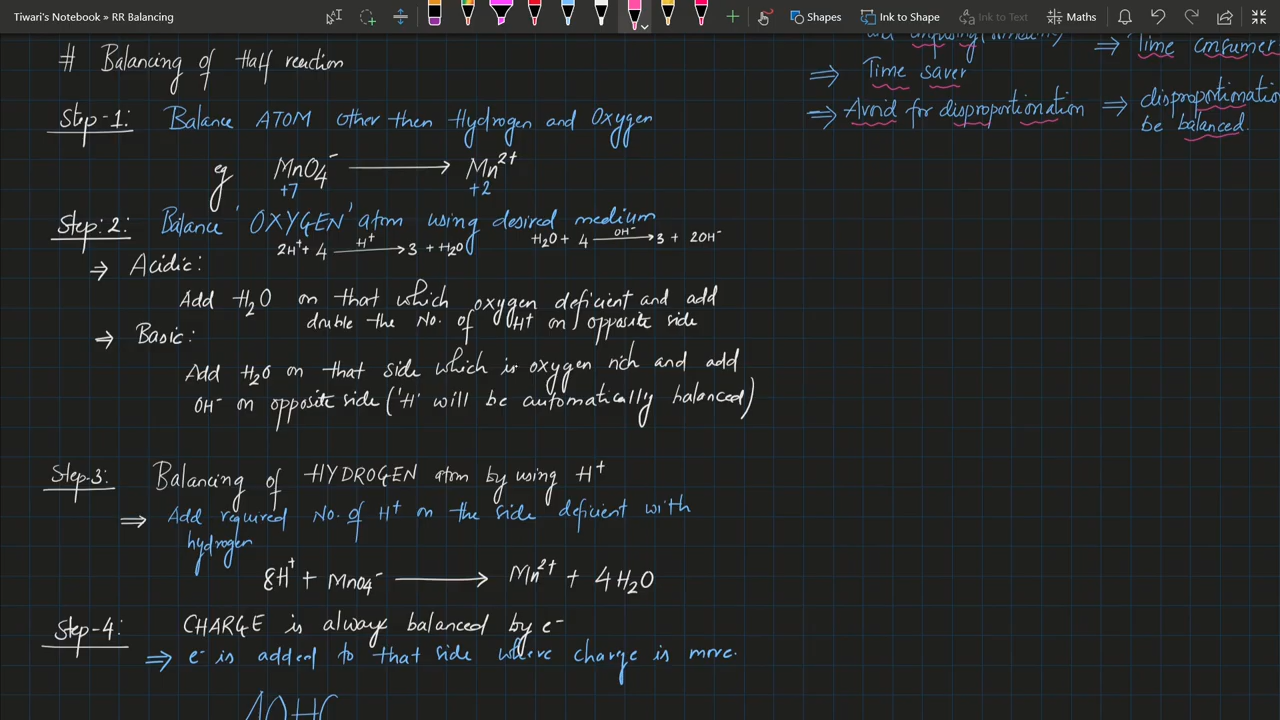 Tiwari's Notebook » RR Balancing
Shapes Ink to Shape Ink to Text Maths
# Balancing of Half reaction
Step-1: Balance ATOM other then Hydrogen and Oxygen
eg MnO₄⁻ ⟶ Mn²⁺
+7 +2
Step:2: Balance 'OXYGEN' atom using desired medium
2H⁺ + 4 ⟶ 3 + H₂O H₂O + 4 ⟶ 3 + 2OH⁻
H⁺ OH⁻
⇒ Acidic:
Add H₂O on that which oxygen deficient and add
druble the No. of H⁺ on opposite side
⇒ Basic:
Add H₂O on that side which is oxygen rich and add
OH⁻ on opposite side ('H' will be automatically balanced)
Step-3: Balancing of HYDROGEN atom by using H⁺
⇒ Add required No. of H⁺ on the side deficient with
hydrogen
8H⁺ + MnO₄⁻ ⟶ Mn²⁺ + 4H₂O
Step-4: CHARGE is always balanced by e⁻
⇒ e⁻ is added to that side where charge is more.
⇒ Time consumer
⇒ Time saver
⇒ Avoid for disproportionation ⇒ disproportionation
be balanced.